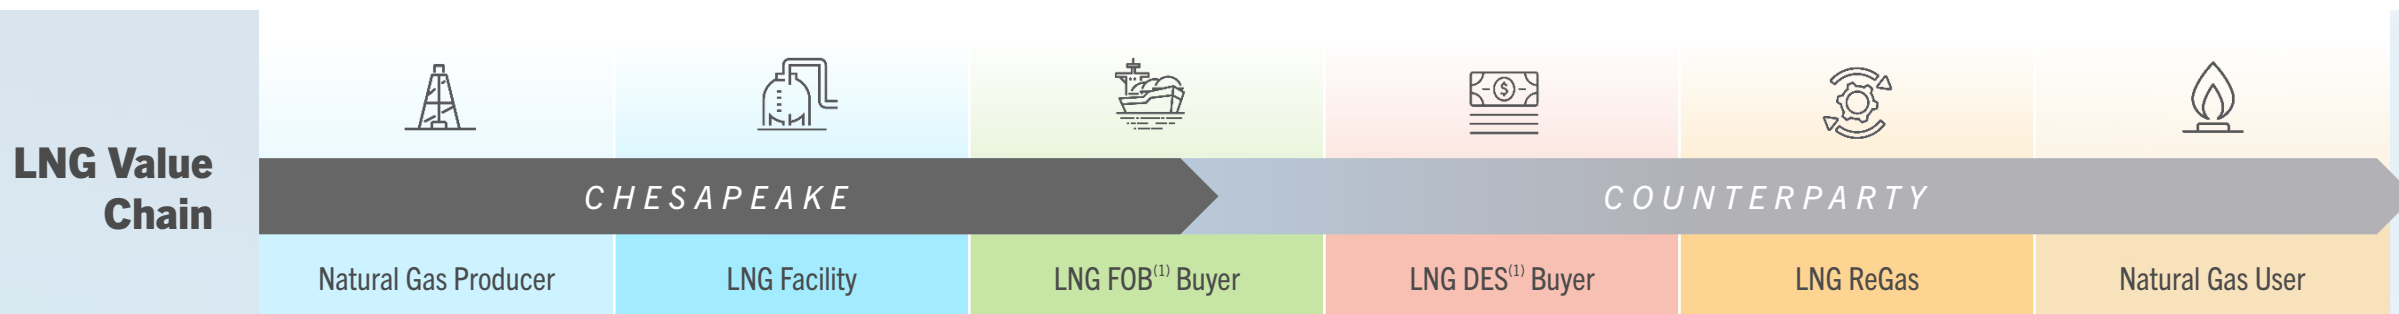 LNG Value
Chain
CHESAPEAKE
COUNTERPARTY
Natural Gas Producer
LNG Facility
LNG FOB(1) Buyer
LNG DES(1) Buyer
LNG ReGas
Natural Gas User